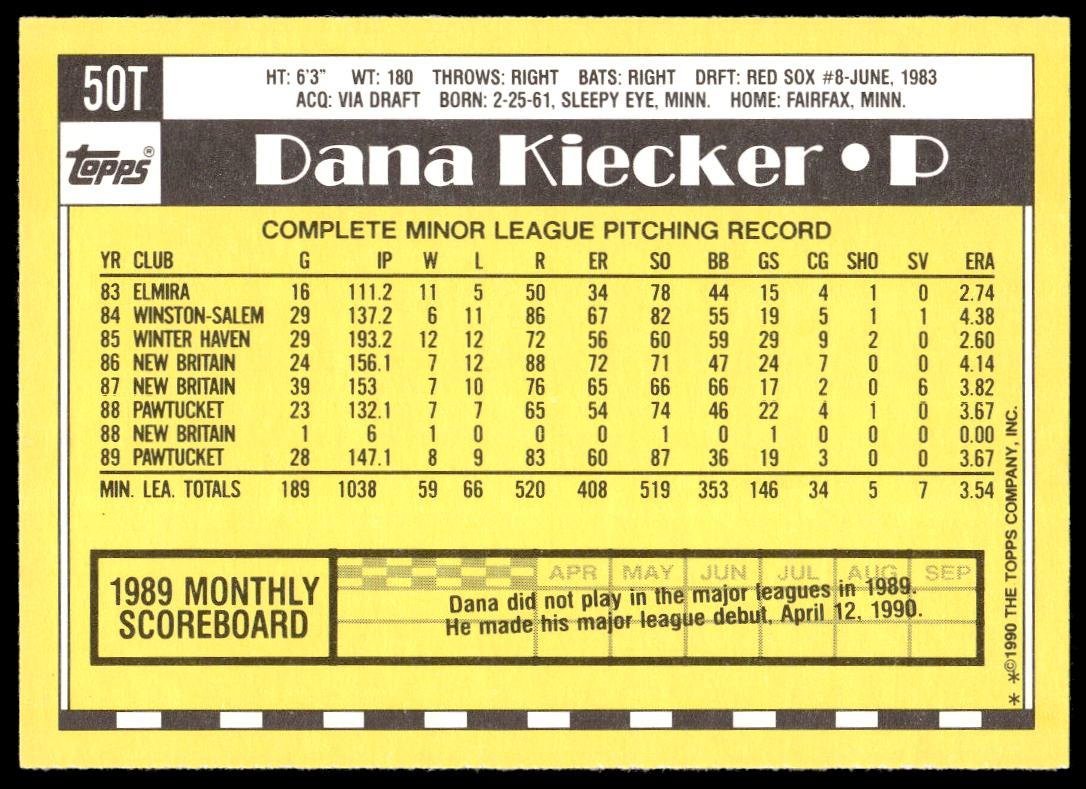 50T
HT: 6'3" WT: 180 THROWS: RIGHT BATS: RIGHT DRFT: RED SOX #8-JUNE, 1983
ACQ: VIA DRAFT BORN: 2-25-61, SLEEPY EYE, MINN. HOME: FAIRFAX, MINN.
topps®
Dana Kiecker • P
COMPLETE MINOR LEAGUE PITCHING RECORD
YR CLUB G IP W L R ER SO BB GS CG SHO SV ERA
83 ELMIRA 16 111.2 11 5 50 34 78 44 15 4 1 0 2.74
84 WINSTON-SALEM 29 137.2 6 11 86 67 82 55 19 5 1 1 4.38
85 WINTER HAVEN 29 193.2 12 12 72 56 60 59 29 9 2 0 2.60
86 NEW BRITAIN 24 156.1 7 12 88 72 71 47 24 7 0 0 4.14
87 NEW BRITAIN 39 153 7 10 76 65 66 66 17 2 0 6 3.82
88 PAWTUCKET 23 132.1 7 7 65 54 74 46 22 4 1 0 3.67
88 NEW BRITAIN 1 6 1 0 0 0 1 0 1 0 0 0 0.00
89 PAWTUCKET 28 147.1 8 9 83 60 87 36 19 3 0 0 3.67
MIN. LEA. TOTALS 189 1038 59 66 520 408 519 353 146 34 5 7 3.54
1989 MONTHLY
SCOREBOARD
APR MAY JUN JUL AUG SEP
Dana did not play in the major leagues in 1989.
He made his major league debut, April 12, 1990.
* *©1990 THE TOPPS COMPANY, INC.